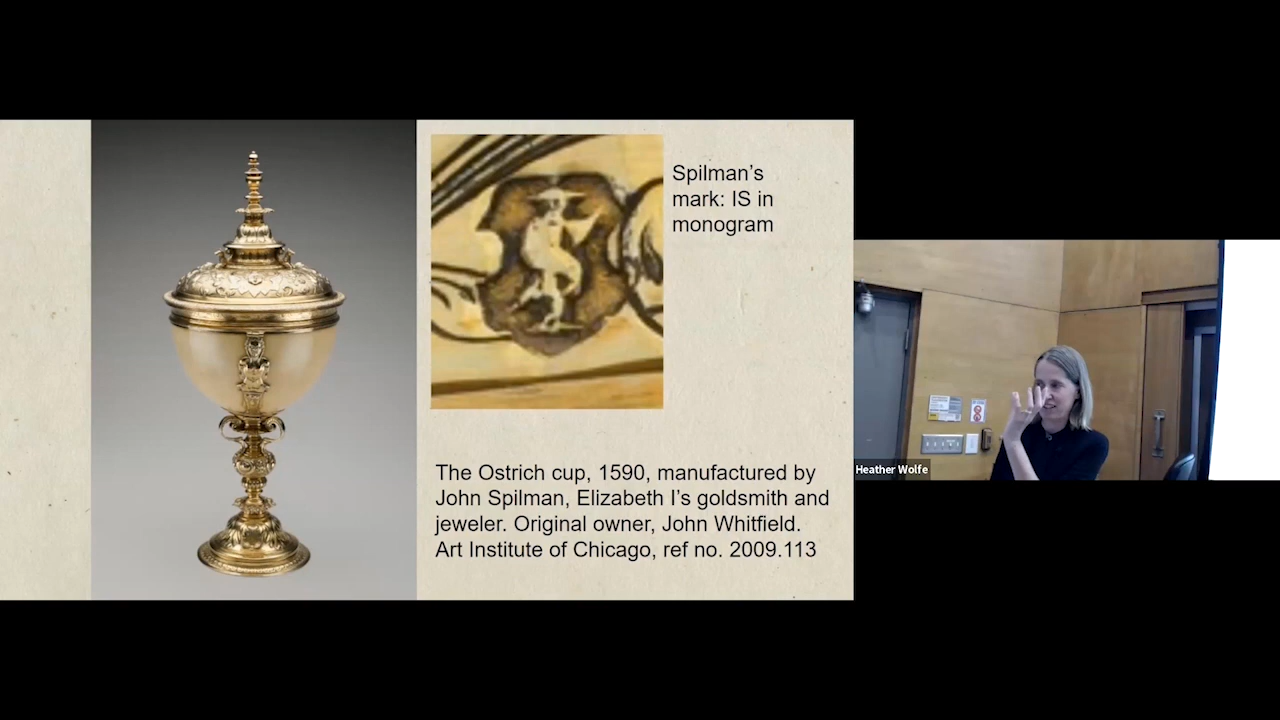 Spilman’s
mark: IS in
monogram
The Ostrich cup, 1590, manufactured by
John Spilman, Elizabeth I’s goldsmith and
jeweler. Original owner, John Whitfield.
Art Institute of Chicago, ref no. 2009.113
Heather Wolfe